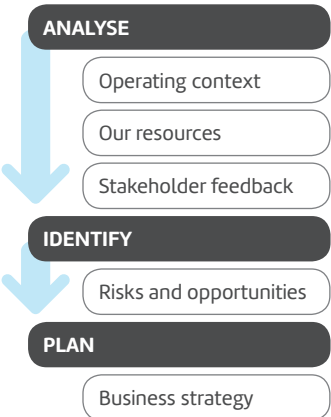 ANALYSE
Operating context
Our resources
Stakeholder feedback
IDENTIFY
Risks and opportunities
PLAN
Business strategy